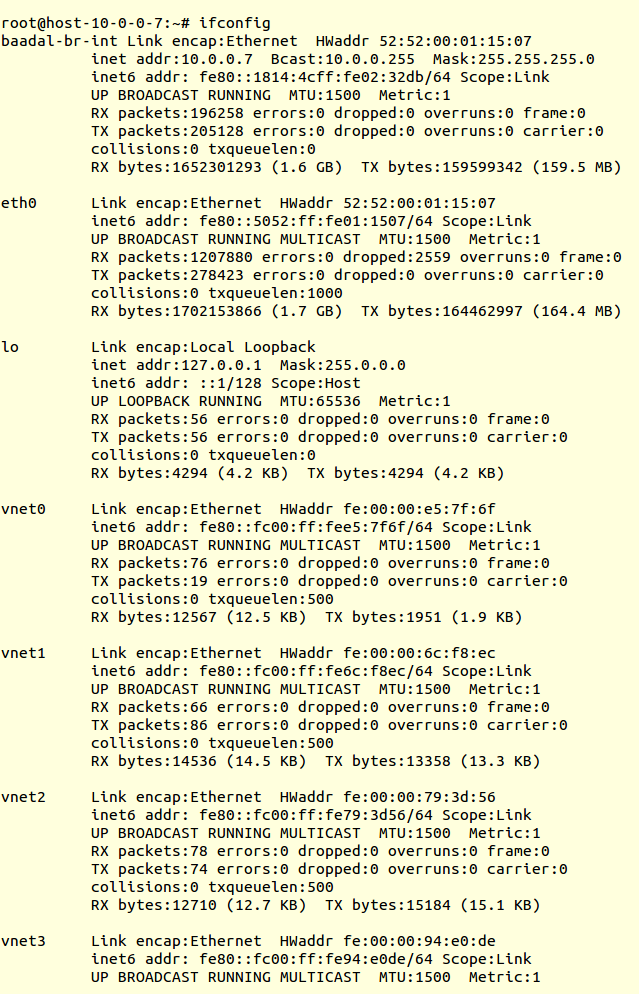 root@host-10-0-0-7:~# ifconfig
baadal-br-int Link encap:Ethernet  HWaddr 52:52:00:01:15:07
          inet addr:10.0.0.7  Bcast:10.0.0.255  Mask:255.255.255.0
          inet6 addr: fe80::1814:4cff:fe02:32db/64 Scope:Link
          UP BROADCAST RUNNING  MTU:1500  Metric:1
          RX packets:196258 errors:0 dropped:0 overruns:0 frame:0
          TX packets:205128 errors:0 dropped:0 overruns:0 carrier:0
          collisions:0 txqueuelen:0
          RX bytes:1652301293 (1.6 GB)  TX bytes:159599342 (159.5 MB)

eth0      Link encap:Ethernet  HWaddr 52:52:00:01:15:07
          inet6 addr: fe80::5052:ff:fe01:1507/64 Scope:Link
          UP BROADCAST RUNNING MULTICAST  MTU:1500  Metric:1
          RX packets:1207880 errors:0 dropped:2559 overruns:0 frame:0
          TX packets:278423 errors:0 dropped:0 overruns:0 carrier:0
          collisions:0 txqueuelen:1000
          RX bytes:1702153866 (1.7 GB)  TX bytes:164462997 (164.4 MB)

lo        Link encap:Local Loopback
          inet addr:127.0.0.1  Mask:255.0.0.0
          inet6 addr: ::1/128 Scope:Host
          UP LOOPBACK RUNNING  MTU:65536  Metric:1
          RX packets:56 errors:0 dropped:0 overruns:0 frame:0
          TX packets:56 errors:0 dropped:0 overruns:0 carrier:0
          collisions:0 txqueuelen:0
          RX bytes:4294 (4.2 KB)  TX bytes:4294 (4.2 KB)

vnet0     Link encap:Ethernet  HWaddr fe:00:00:e5:7f:6f
          inet6 addr: fe80::fc00:ff:fee5:7f6f/64 Scope:Link
          UP BROADCAST RUNNING MULTICAST  MTU:1500  Metric:1
          RX packets:76 errors:0 dropped:0 overruns:0 frame:0
          TX packets:19 errors:0 dropped:0 overruns:0 carrier:0
          collisions:0 txqueuelen:500
          RX bytes:12567 (12.5 KB)  TX bytes:1951 (1.9 KB)

vnet1     Link encap:Ethernet  HWaddr fe:00:00:6c:f8:ec
          inet6 addr: fe80::fc00:ff:fe6c:f8ec/64 Scope:Link
          UP BROADCAST RUNNING MULTICAST  MTU:1500  Metric:1
          RX packets:66 errors:0 dropped:0 overruns:0 frame:0
          TX packets:86 errors:0 dropped:0 overruns:0 carrier:0
          collisions:0 txqueuelen:500
          RX bytes:14536 (14.5 KB)  TX bytes:13358 (13.3 KB)

vnet2     Link encap:Ethernet  HWaddr fe:00:00:79:3d:56
          inet6 addr: fe80::fc00:ff:fe79:3d56/64 Scope:Link
          UP BROADCAST RUNNING MULTICAST  MTU:1500  Metric:1
          RX packets:78 errors:0 dropped:0 overruns:0 frame:0
          TX packets:74 errors:0 dropped:0 overruns:0 carrier:0
          collisions:0 txqueuelen:500
          RX bytes:12710 (12.7 KB)  TX bytes:15184 (15.1 KB)

vnet3     Link encap:Ethernet  HWaddr fe:00:00:94:e0:de
          inet6 addr: fe80::fc00:ff:fe94:e0de/64 Scope:Link
          UP BROADCAST RUNNING MULTICAST  MTU:1500  Metric:1